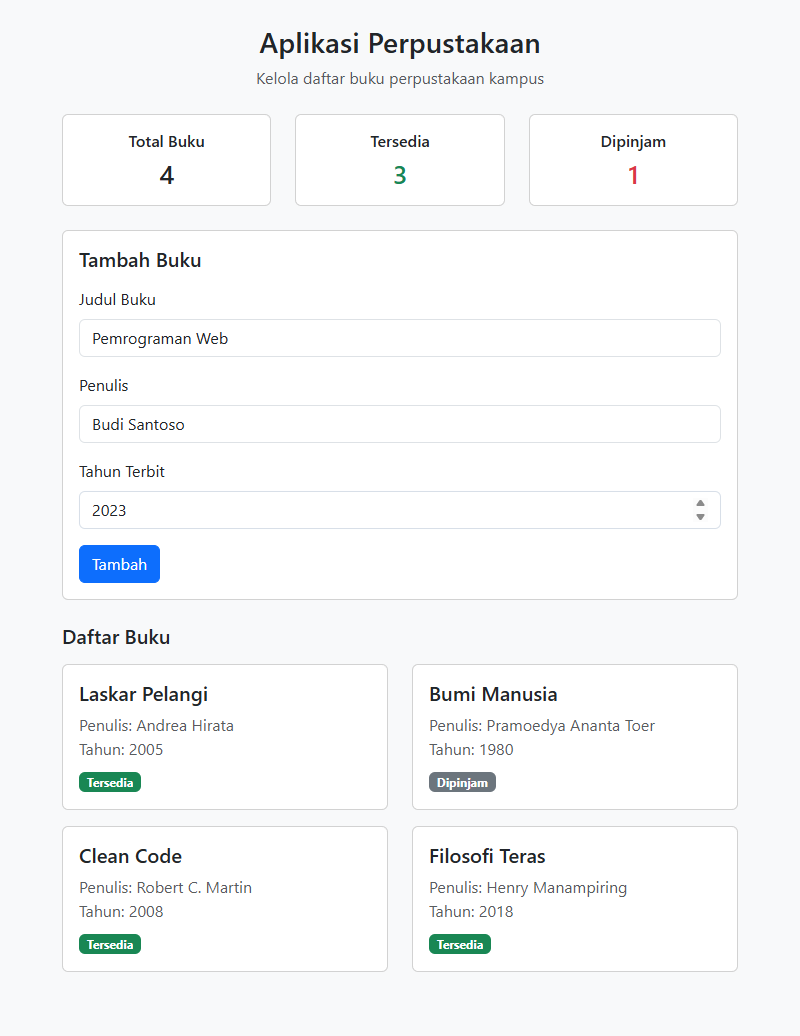 Aplikasi Perpustakaan
Kelola daftar buku perpustakaan kampus
Total Buku
4
Tersedia
3
Dipinjam
1
Tambah Buku
Judul Buku
Pemrograman Web
Penulis
Budi Santoso
Tahun Terbit
2023
Tambah
Daftar Buku
Laskar Pelangi
Penulis: Andrea Hirata
Tahun: 2005
Tersedia
Bumi Manusia
Penulis: Pramoedya Ananta Toer
Tahun: 1980
Dipinjam
Clean Code
Penulis: Robert C. Martin
Tahun: 2008
Tersedia
Filosofi Teras
Penulis: Henry Manampiring
Tahun: 2018
Tersedia